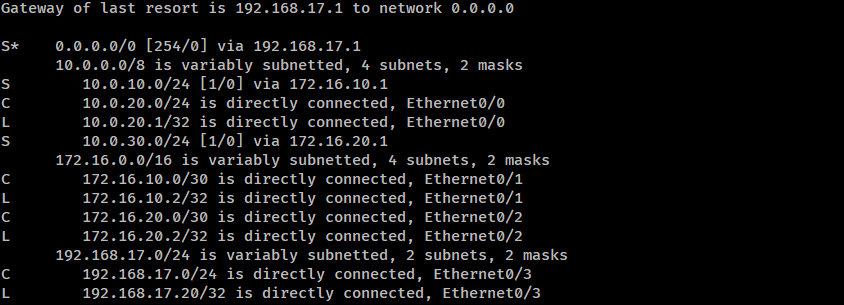 Gateway of last resort is 192.168.17.1 to network 0.0.0.0
S* 0.0.0.0/0 [254/0] via 192.168.17.1
10.0.0.0/8 is variably subnetted, 4 subnets, 2 masks
S 10.0.10.0/24 [1/0] via 172.16.10.1
C 10.0.20.0/24 is directly connected, Ethernet0/0
L 10.0.20.1/32 is directly connected, Ethernet0/0
S 10.0.30.0/24 [1/0] via 172.16.20.1
172.16.0.0/16 is variably subnetted, 4 subnets, 2 masks
C 172.16.10.0/30 is directly connected, Ethernet0/1
L 172.16.10.2/32 is directly connected, Ethernet0/1
C 172.16.20.0/30 is directly connected, Ethernet0/2
L 172.16.20.2/32 is directly connected, Ethernet0/2
192.168.17.0/24 is variably subnetted, 2 subnets, 2 masks
C 192.168.17.0/24 is directly connected, Ethernet0/3
L 192.168.17.20/32 is directly connected, Ethernet0/3